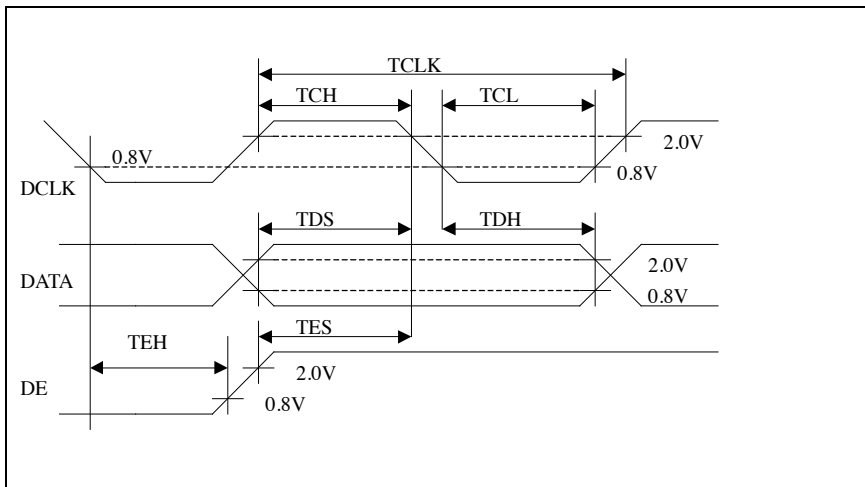 TCLK
TCH TCL
0.8V 2.0V
0.8V
DCLK
TDS TDH
2.0V
DATA
0.8V
TES
TEH
2.0V
DE
0.8V